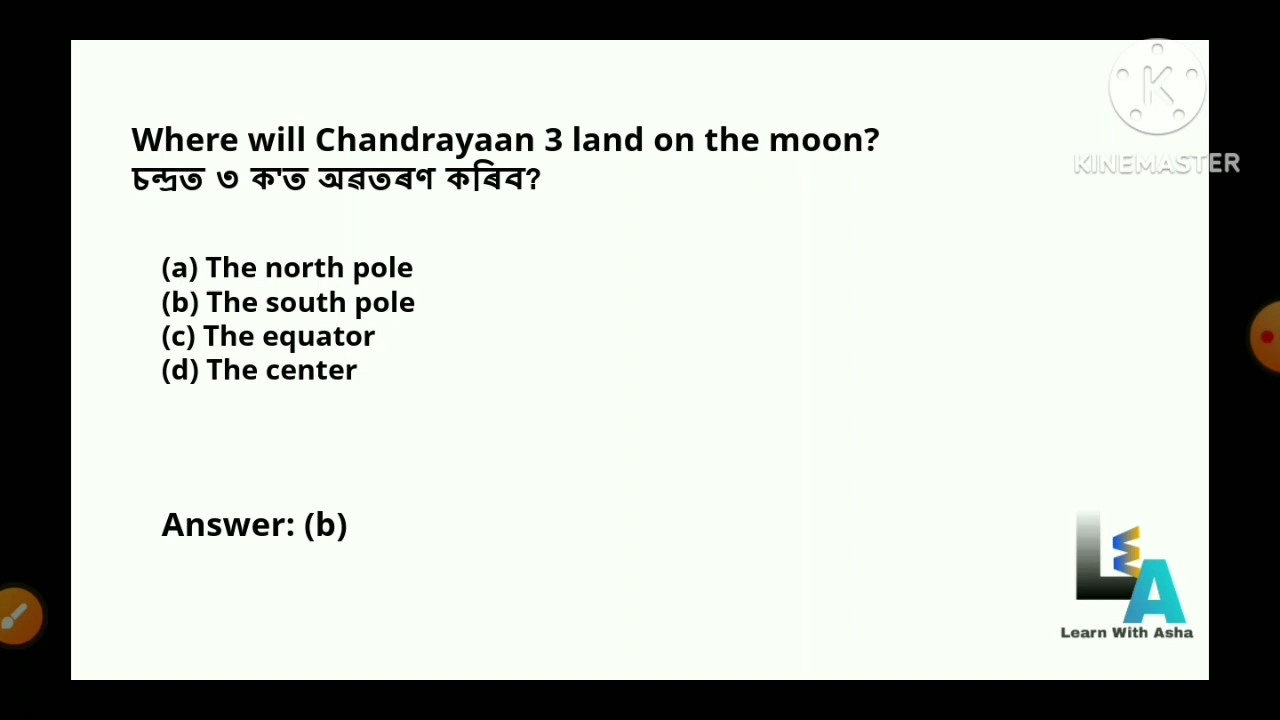 Where will Chandrayaan 3 land on the moon?
চন্দ্ৰত ৩ ক'ত অৱতৰণ কৰিব?
(a) The north pole
(b) The south pole
(c) The equator
(d) The center
Answer: (b)
K
KINEMASTER
LEA
Learn With Asha